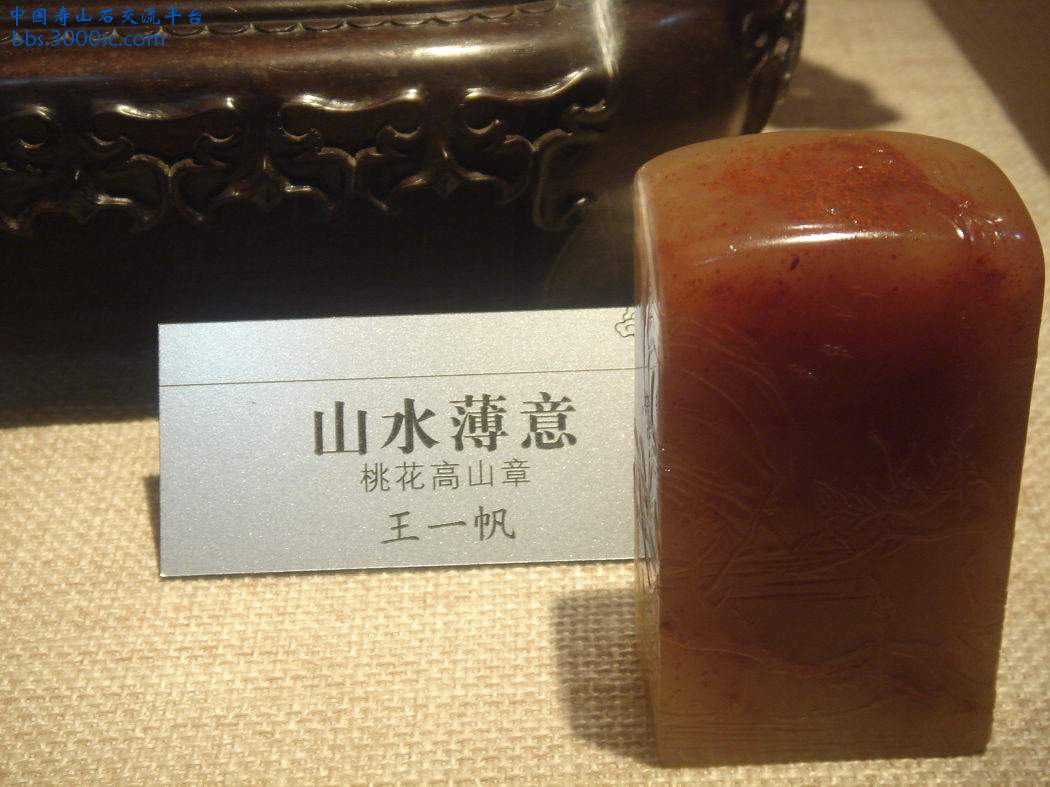 中国寿山石交流平台
bbs.3000ic.com
山水薄意
桃花高山章
王一帆